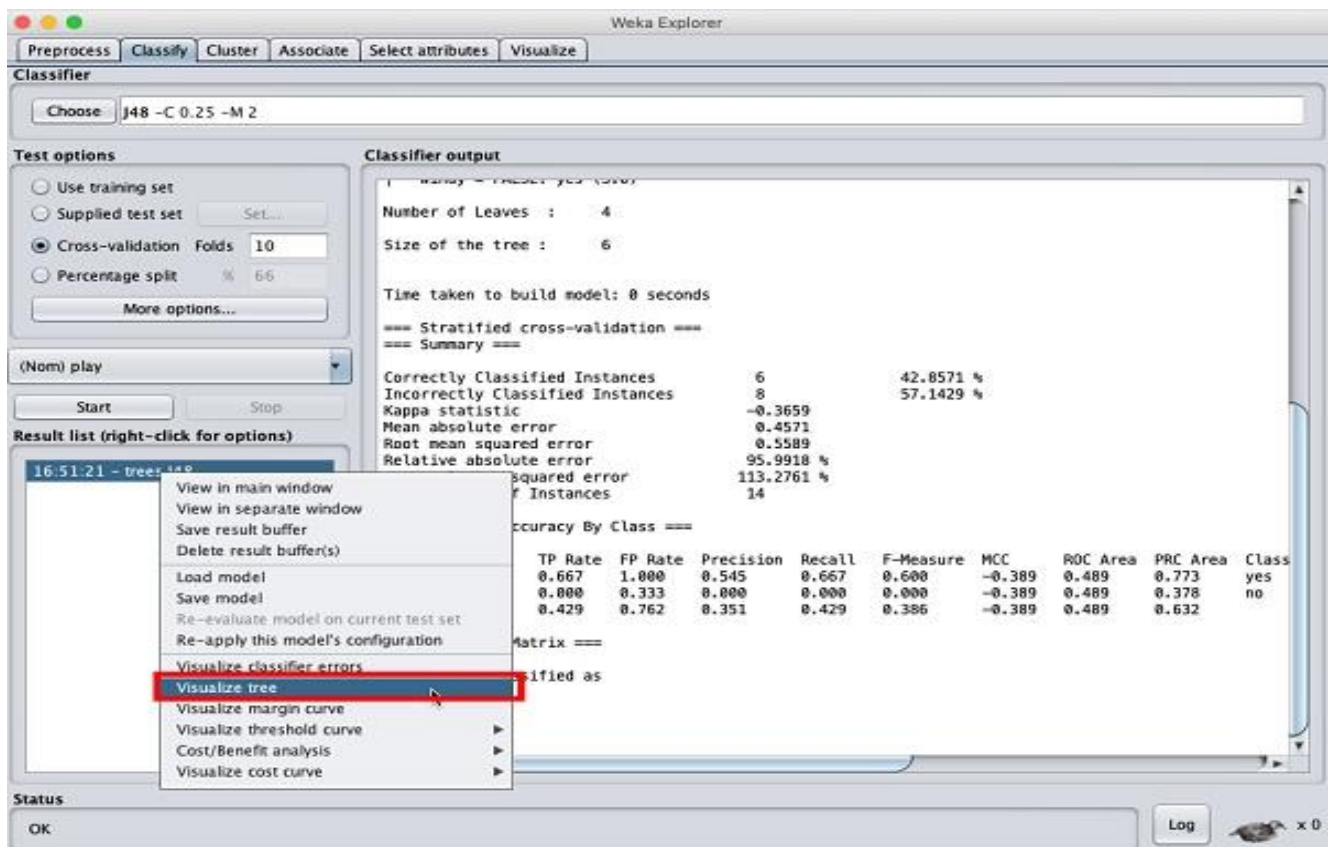 Weka Explorer
Preprocess Classify Cluster Associate Select attributes Visualize
Classifier
Choose J48 -C 0.25 -M 2
Test options
Use training set
Supplied test set Set...
Cross-validation Folds 10
Percentage split % 66
More options...
(Nom) play
Start Stop
Result list (right-click for options)
16:51:21 - trees.J48
Classifier output
| windy = FALSE: yes (3.0)
Number of Leaves : 4
Size of the tree : 6
Time taken to build model: 0 seconds
=== Stratified cross-validation ===
=== Summary ===
Correctly Classified Instances 6 42.8571 %
Incorrectly Classified Instances 8 57.1429 %
Kappa statistic -0.3659
Mean absolute error 0.4571
Root mean squared error 0.5589
Relative absolute error 95.9918 %
squared error 113.2761 %
f Instances 14
ccuracy By Class ===
TP Rate FP Rate Precision Recall F-Measure MCC ROC Area PRC Area Class
0.667 1.000 0.545 0.667 0.600 -0.389 0.489 0.773 yes
0.000 0.333 0.000 0.000 0.000 -0.389 0.489 0.378 no
0.429 0.762 0.351 0.429 0.386 -0.389 0.489 0.632
Matrix ===
sified as
View in main window
View in separate window
Save result buffer
Delete result buffer(s)
Load model
Save model
Re-evaluate model on current test set
Re-apply this model's configuration
Visualize classifier errors
Visualize tree
Visualize margin curve
Visualize threshold curve
Cost/Benefit analysis
Visualize cost curve
Status
OK
Log
x 0